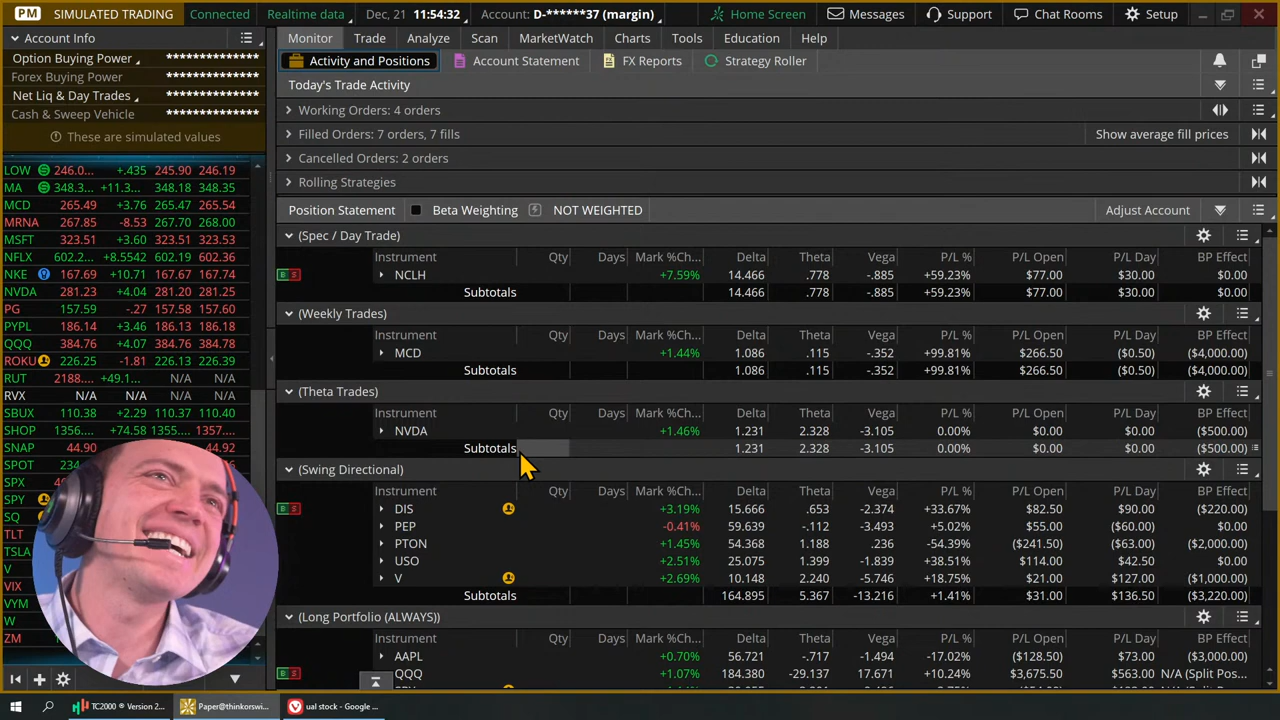 PM SIMULATED TRADING Connected Realtime data Dec, 21 11:54:32 Account: D-******37 (margin) Home Screen Messages Support Chat Rooms Setup
Account Info
Monitor Trade Analyze Scan MarketWatch Charts Tools Education Help
Option Buying Power **************
Forex Buying Power **************
Net Liq & Day Trades **************
Cash & Sweep Vehicle **************
These are simulated values
Activity and Positions Account Statement FX Reports Strategy Roller
Today's Trade Activity
Working Orders: 4 orders
Filled Orders: 7 orders, 7 fills Show average fill prices
Cancelled Orders: 2 orders
Rolling Strategies
Position Statement Beta Weighting NOT WEIGHTED Adjust Account
LOW 246.0... +.435 245.90 246.19
MA 348.3... +11.3... 348.18 348.35
MCD 265.49 +3.76 265.47 265.54
MRNA 267.85 -8.53 267.70 268.00
MSFT 323.51 +3.60 323.51 323.53
NFLX 602.2... +8.5542 602.19 602.36
NKE 167.69 +10.71 167.67 167.74
NVDA 281.23 +4.04 281.20 281.25
PG 157.59 -.27 157.58 157.60
PYPL 186.14 +3.46 186.13 186.18
QQQ 384.76 +4.07 384.76 384.78
ROKU 226.25 -1.81 226.13 226.39
RUT 2188.... +49.1... N/A N/A
RVX N/A N/A N/A N/A
SBUX 110.38 +2.29 110.37 110.40
SHOP 1356.... +74.58 1355.... 1357....
SNAP 44.90 44.92
SPOT 234
SPX
SPY
SQ
TLT
TSLA
V
VIX
VYM
W
ZM
(Spec / Day Trade)
Instrument Qty Days Mark %Ch... Delta Theta Vega P/L % P/L Open P/L Day BP Effect
NCLH +7.59% 14.466 .778 -.885 +59.23% $77.00 $30.00 $0.00
Subtotals 14.466 .778 -.885 +59.23% $77.00 $30.00 $0.00
(Weekly Trades)
Instrument Qty Days Mark %Ch... Delta Theta Vega P/L % P/L Open P/L Day BP Effect
MCD +1.44% 1.086 .115 -.352 +99.81% $266.50 ($0.50) ($4,000.00)
Subtotals 1.086 .115 -.352 +99.81% $266.50 ($0.50) ($4,000.00)
(Theta Trades)
Instrument Qty Days Mark %Ch... Delta Theta Vega P/L % P/L Open P/L Day BP Effect
NVDA +1.46% 1.231 2.328 -3.105 0.00% $0.00 $0.00 ($500.00)
Subtotals 1.231 2.328 -3.105 0.00% $0.00 $0.00 ($500.00)
(Swing Directional)
Instrument Qty Days Mark %Ch... Delta Theta Vega P/L % P/L Open P/L Day BP Effect
DIS +3.19% 15.666 .653 -2.374 +33.67% $82.50 $90.00 ($220.00)
PEP -0.41% 59.639 -.112 -3.493 +5.02% $55.00 ($60.00) $0.00
PTON +1.45% 54.368 1.188 .236 -54.39% ($241.50) ($63.00) ($2,000.00)
USO +2.51% 25.075 1.399 -1.839 +38.51% $114.00 $42.50 $0.00
V +2.69% 10.148 2.240 -5.746 +18.75% $21.00 $127.00 ($1,000.00)
Subtotals 164.895 5.367 -13.216 +1.41% $31.00 $136.50 ($3,220.00)
(Long Portfolio (ALWAYS))
Instrument Qty Days Mark %Ch... Delta Theta Vega P/L % P/L Open P/L Day BP Effect
AAPL +0.70% 56.721 -.717 -1.494 -17.02% ($128.50) $73.00 ($3,000.00)
QQQ +1.07% 184.380 -29.137 17.671 +10.24% $3,675.50 $563.00 N/A (Split Pos...
TC2000 ® Version 2... Paper@thinkorswi... ual stock - Google ...